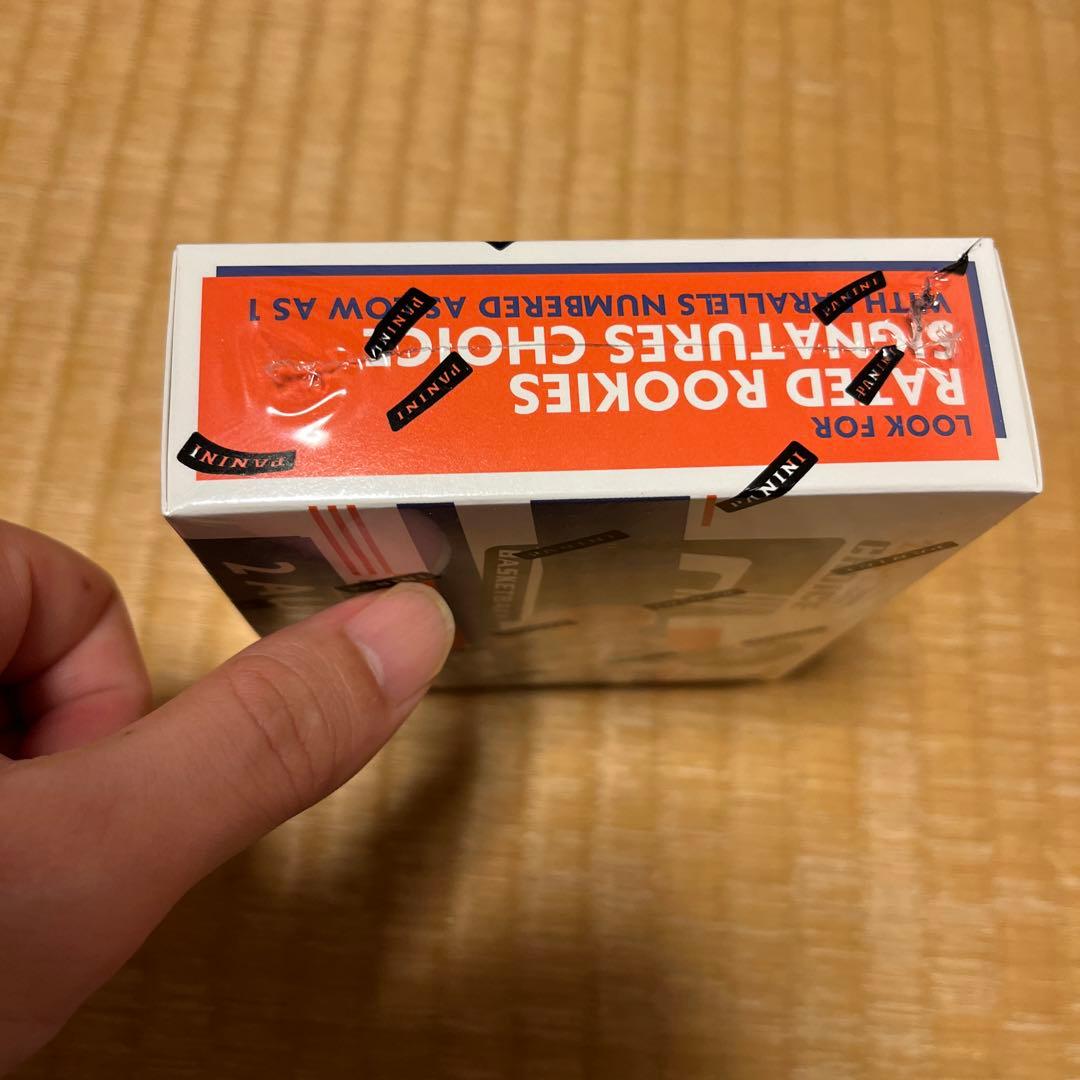 LOOK FOR
RATED ROOKIES
SIGNATURES CHOICE
WITH PARALLELS NUMBERED AS LOW AS 1
PANINI
PANINI
PANINI
PANINI
PANINI
PANINI